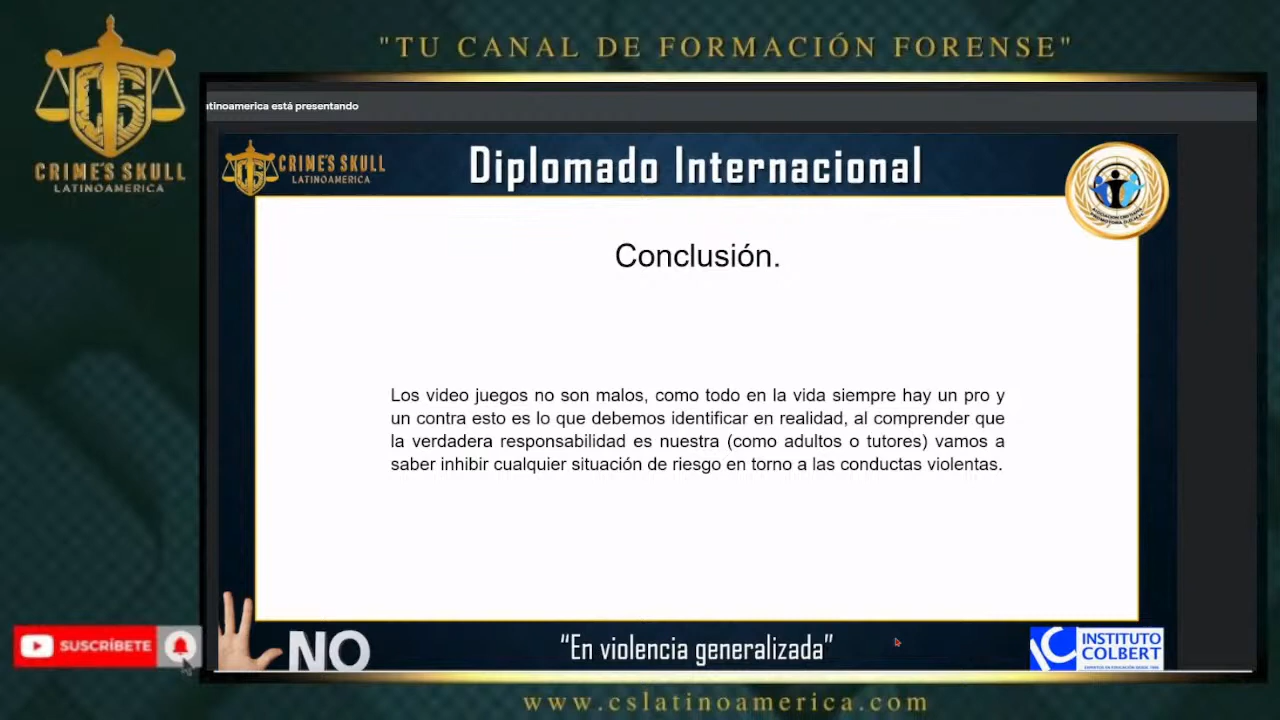 "TU CANAL DE FORMACIÓN FORENSE"
CS
CRIME'S SKULL
LATINOAMERICA
atinoamerica está presentando
CS
CRIME'S SKULL
LATINOAMERICA
Diplomado Internacional
Conclusión.
Los video juegos no son malos, como todo en la vida siempre hay un pro y
un contra esto es lo que debemos identificar en realidad, al comprender que
la verdadera responsabilidad es nuestra (como adultos o tutores) vamos a
saber inhibir cualquier situación de riesgo en torno a las conductas violentas.
SUSCRÍBETE
NO
“En violencia generalizada”
INSTITUTO
COLBERT
www.cslatinoamerica.com